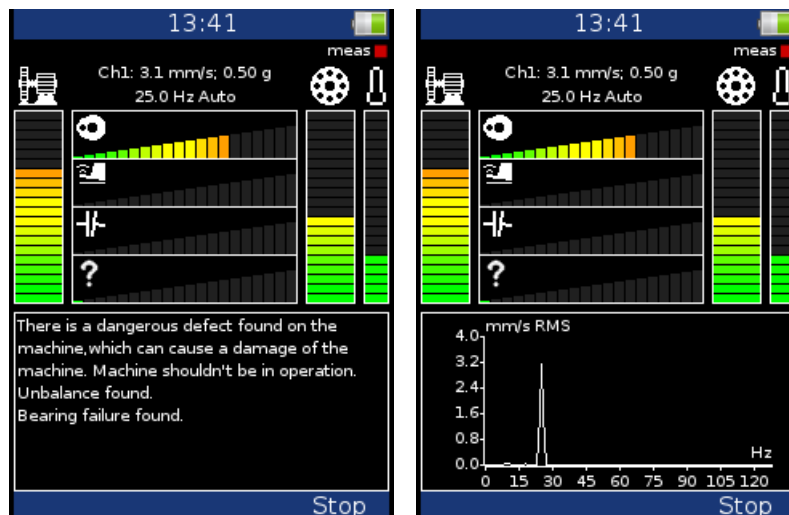 13:41
meas
Ch1: 3.1 mm/s; 0.50 g
25.0 Hz Auto
?
There is a dangerous defect found on the
machine,which can cause a damage of the
machine. Machine shouldn't be in operation.
Unbalance found.
Bearing failure found.
Stop
13:41
meas
Ch1: 3.1 mm/s; 0.50 g
25.0 Hz Auto
?
mm/s RMS
4.0
3.2
2.4
1.6
0.8
0.0
Hz
0 15 30 45 60 75 90 105 120
Stop